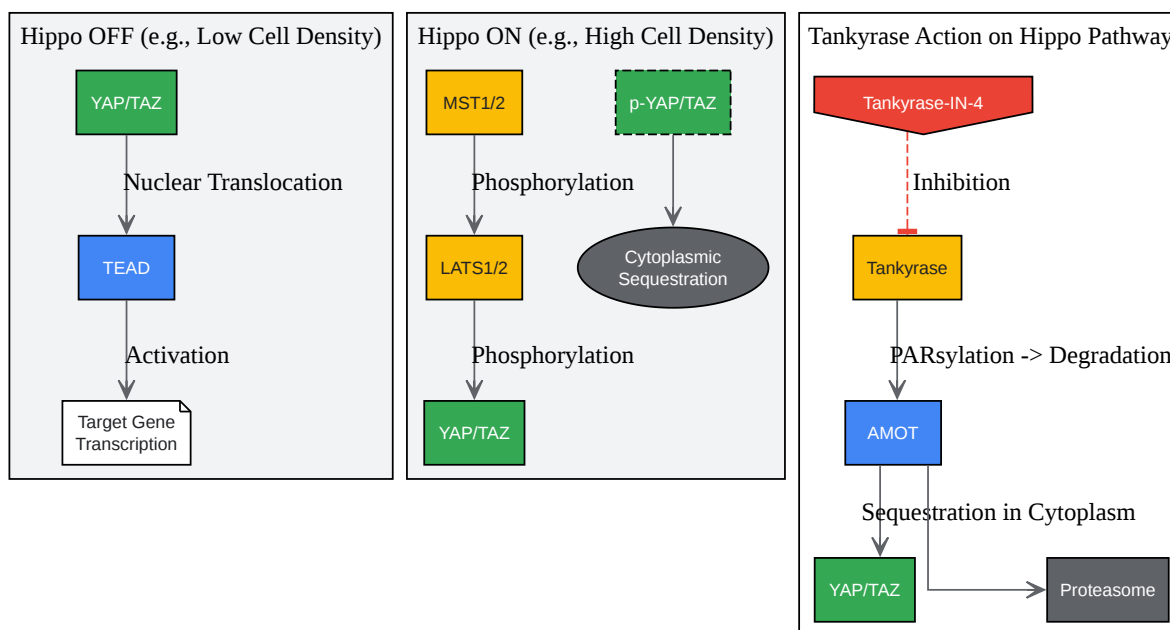 Hippo OFF (e.g., Low Cell Density)
YAP/TAZ
Nuclear Translocation
TEAD
Activation
Target Gene
Transcription
Hippo ON (e.g., High Cell Density)
MST1/2
p-YAP/TAZ
Phosphorylation
LATS1/2
Cytoplasmic
Sequestration
Phosphorylation
YAP/TAZ
Tankyrase Action on Hippo Pathway
Tankyrase-IN-4
Inhibition
Tankyrase
PARsylation -> Degradation
AMOT
Sequestration in Cytoplasm
YAP/TAZ
Proteasome